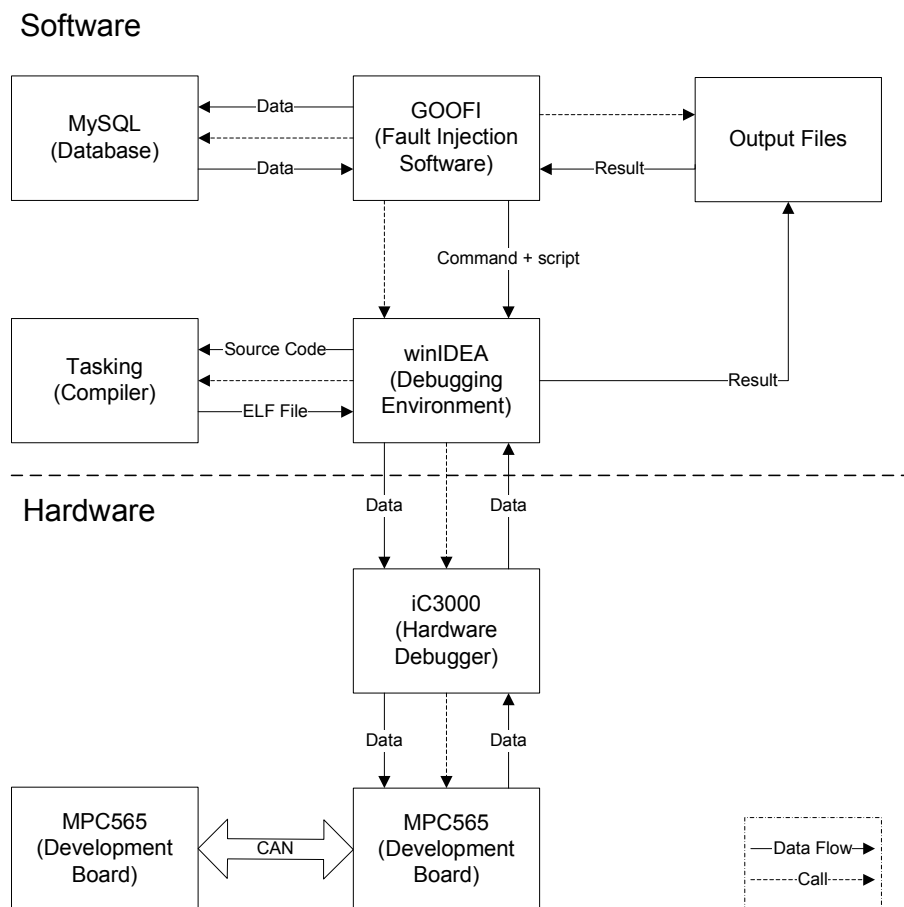 Software
MySQL
(Database)
Data
Data
GOOFI
(Fault Injection
Software)
Result
Output Files
Command + script
Tasking
(Compiler)
Source Code
ELF File
winIDEA
(Debugging
Environment)
Result
Hardware
Data
Data
iC3000
(Hardware
Debugger)
Data
Data
MPC565
(Development
Board)
CAN
MPC565
(Development
Board)
Data Flow
Call